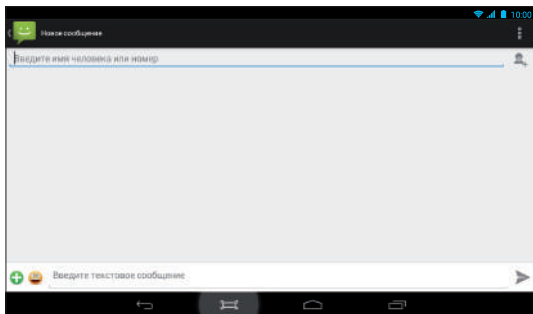 10:00
Новое сообщение
Введите имя человека или номер
Введите текстовое сообщение